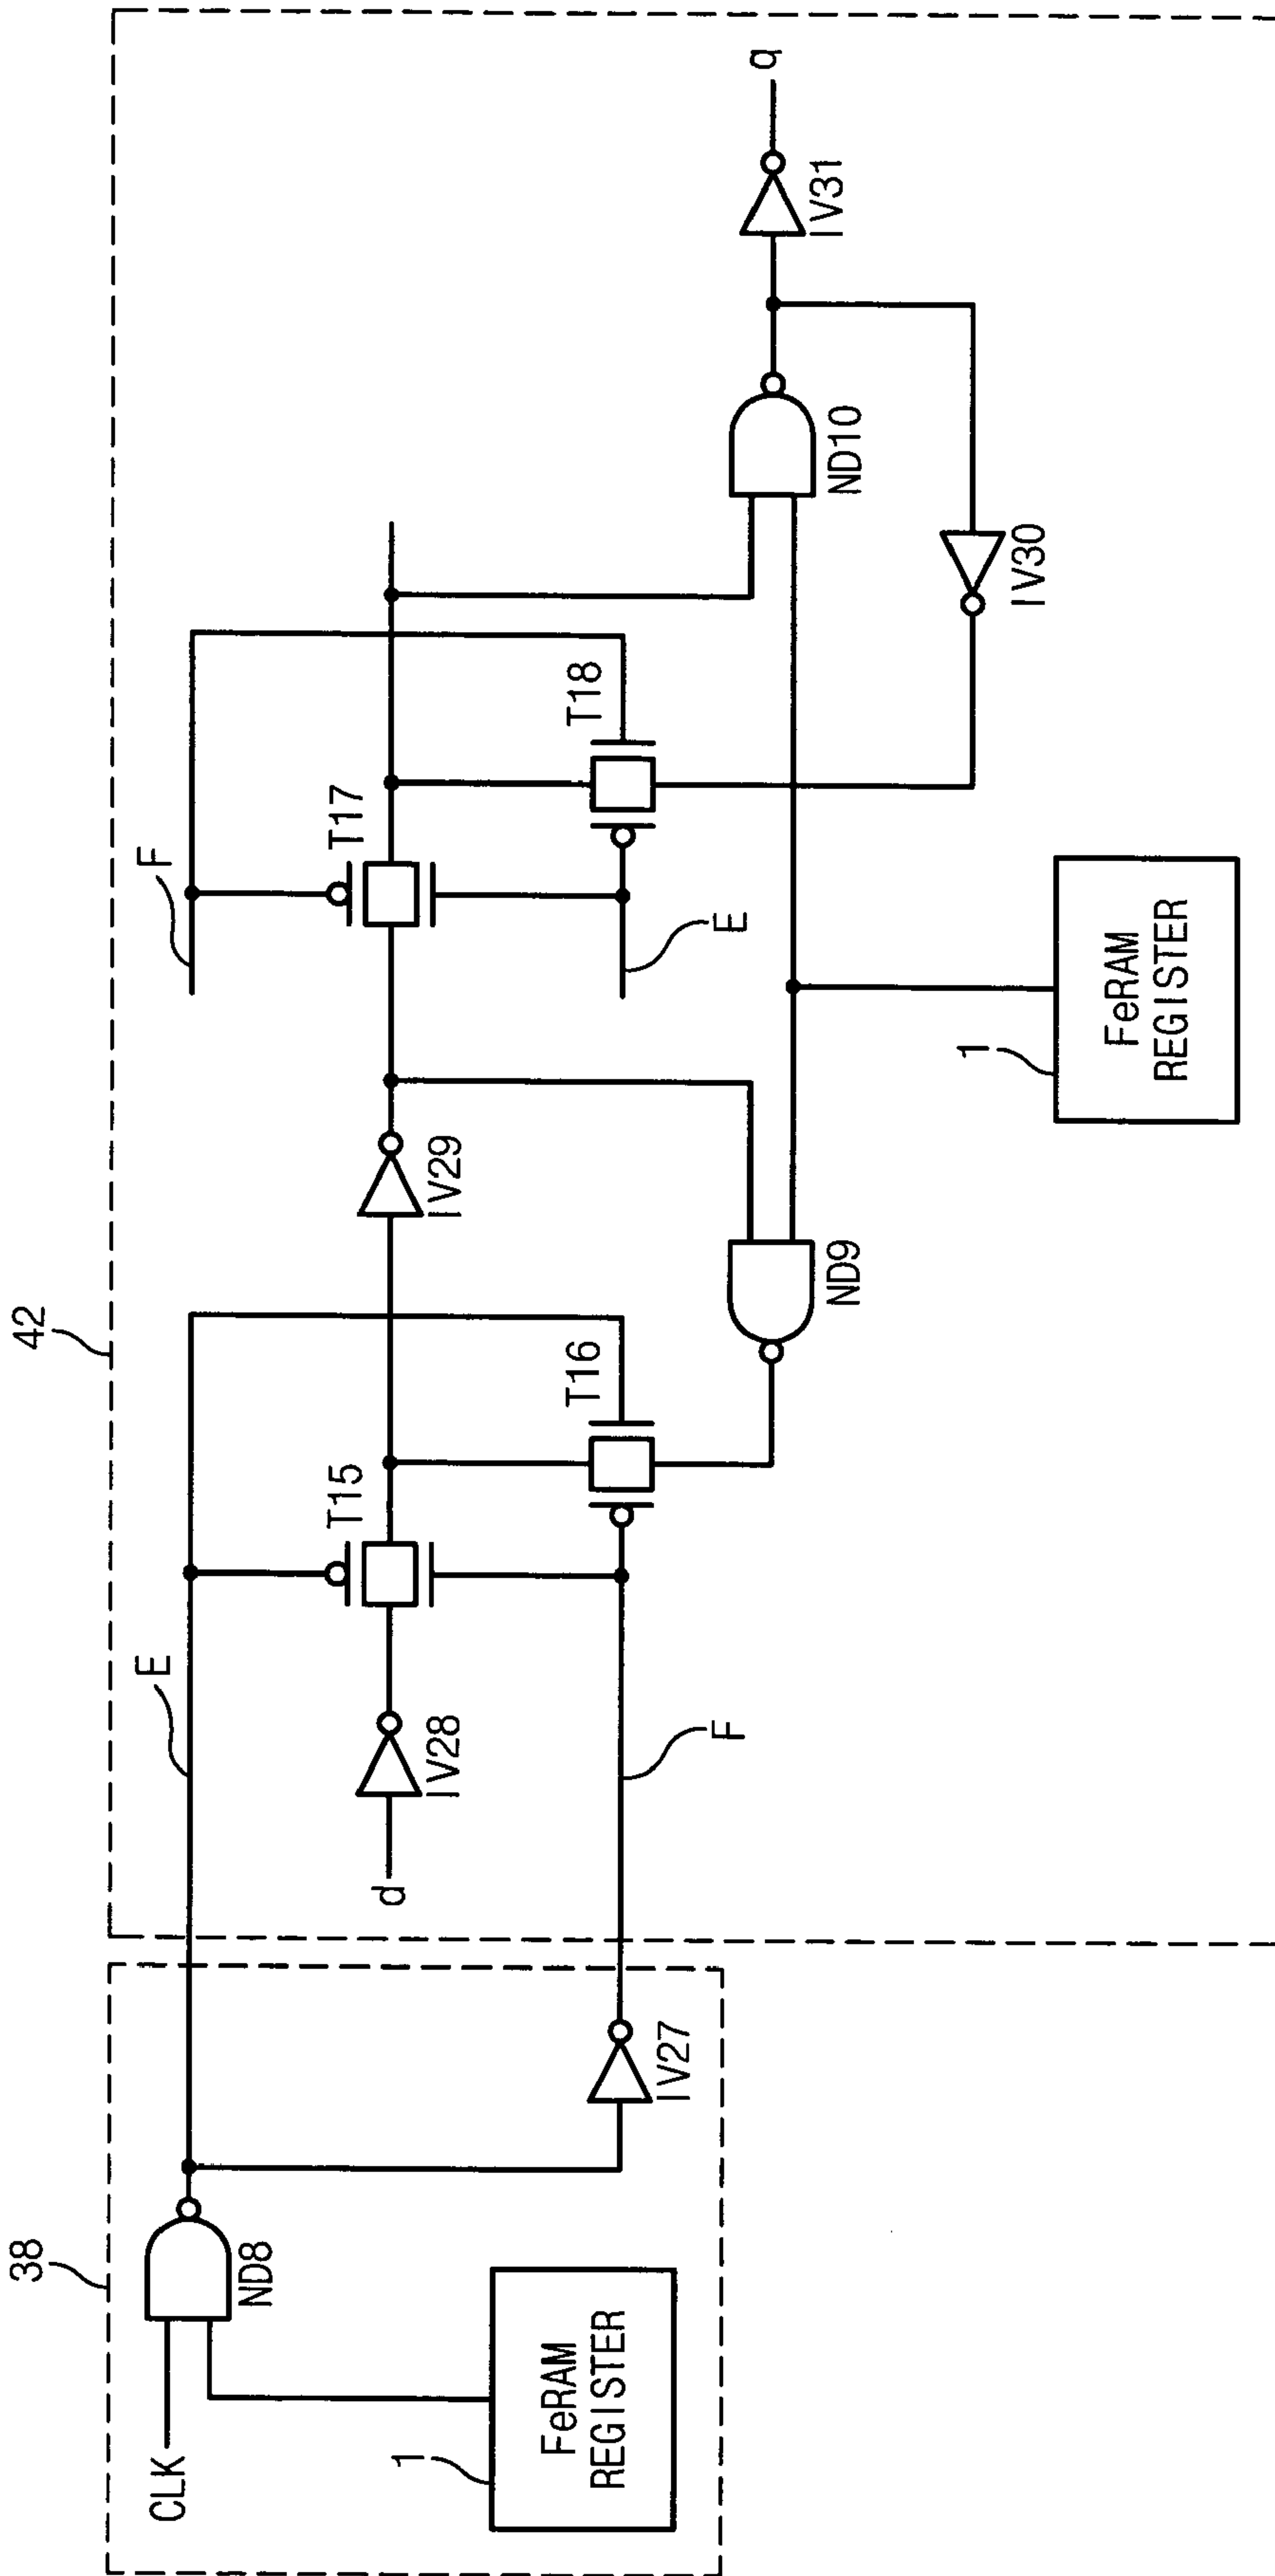 38
CLK
ND8
1
FeRAM
REGISTER
IV27
42
E
d
IV28
F
T15
T16
IV29
ND9
F
T17
E
T18
1
FeRAM
REGISTER
ND10
IV30
IV31
q